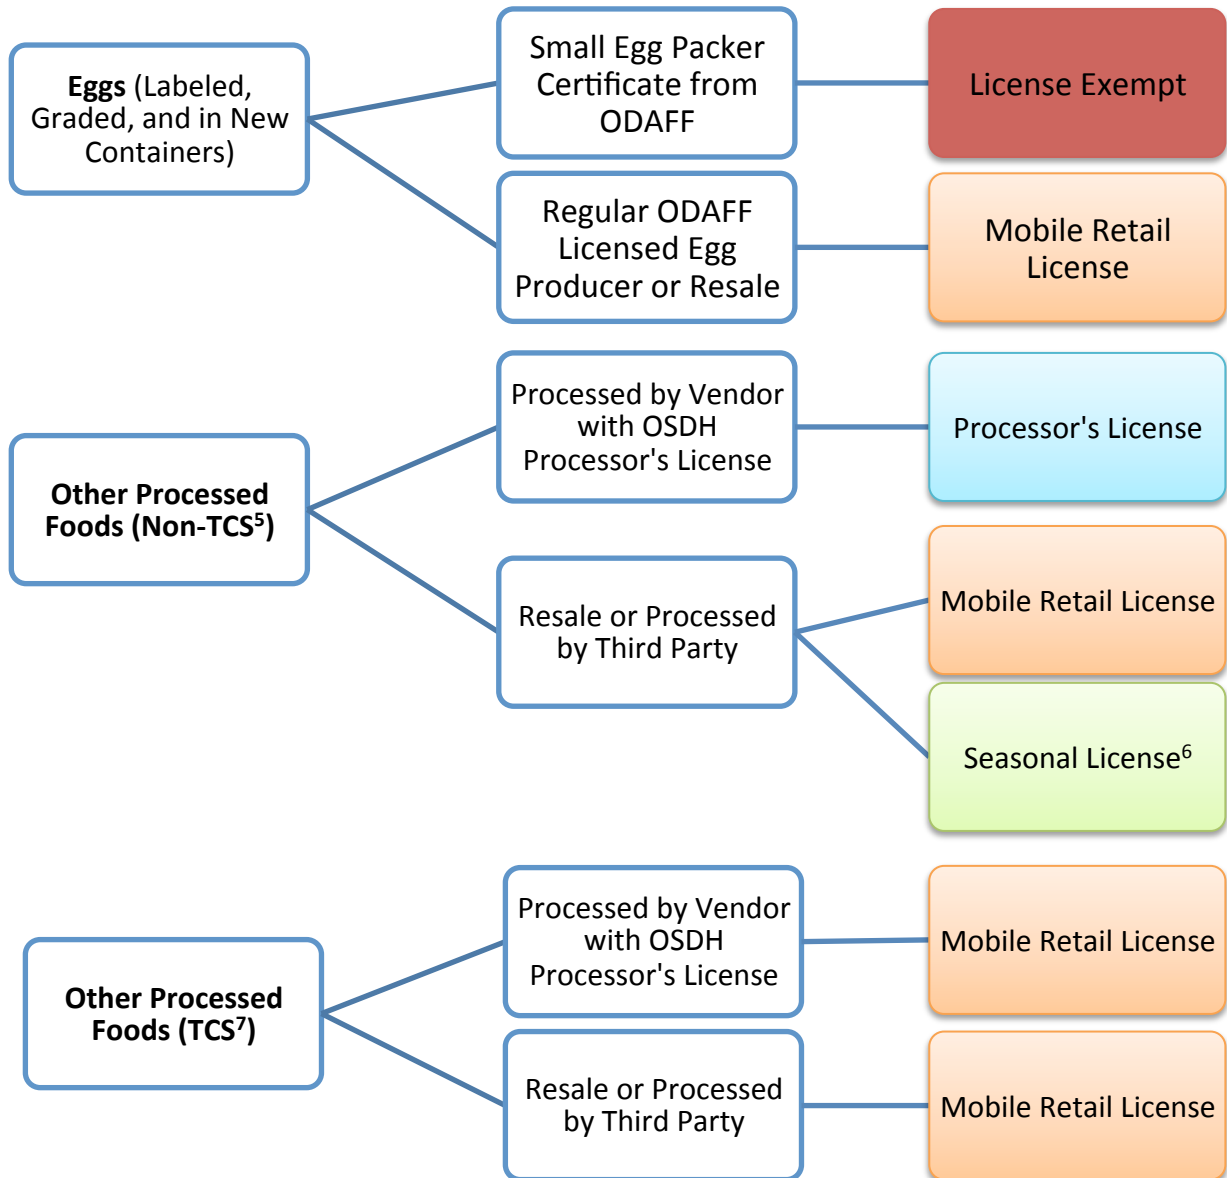 Eggs (Labeled,
Graded, and in New
Containers)
Small Egg Packer
Certificate from
ODAFF
License Exempt
Regular ODAFF
Licensed Egg
Producer or Resale
Mobile Retail
License
Other Processed
Foods (Non-TCS⁵)
Processed by Vendor
with OSDH
Processor's License
Processor's License
Resale or Processed
by Third Party
Mobile Retail License
Seasonal License⁶
Other Processed
Foods (TCS⁷)
Processed by Vendor
with OSDH
Processor's License
Mobile Retail License
Resale or Processed
by Third Party
Mobile Retail License